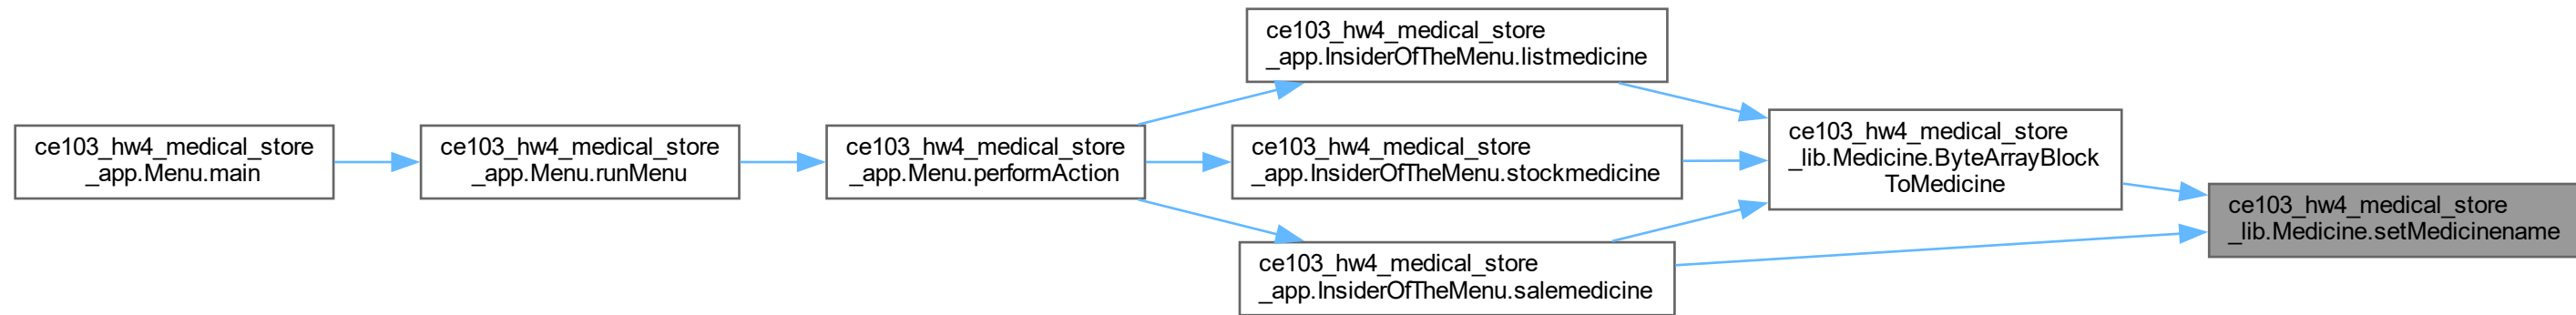 ce103_hw4_medical_store
_app.Menu.main
ce103_hw4_medical_store
_app.Menu.runMenu
ce103_hw4_medical_store
_app.Menu.performAction
ce103_hw4_medical_store
_app.InsiderOfTheMenu.listmedicine
ce103_hw4_medical_store
_app.InsiderOfTheMenu.stockmedicine
ce103_hw4_medical_store
_app.InsiderOfTheMenu.salemedicine
ce103_hw4_medical_store
_lib.Medicine.ByteArrayBlock
ToMedicine
ce103_hw4_medical_store
_lib.Medicine.setMedicinename